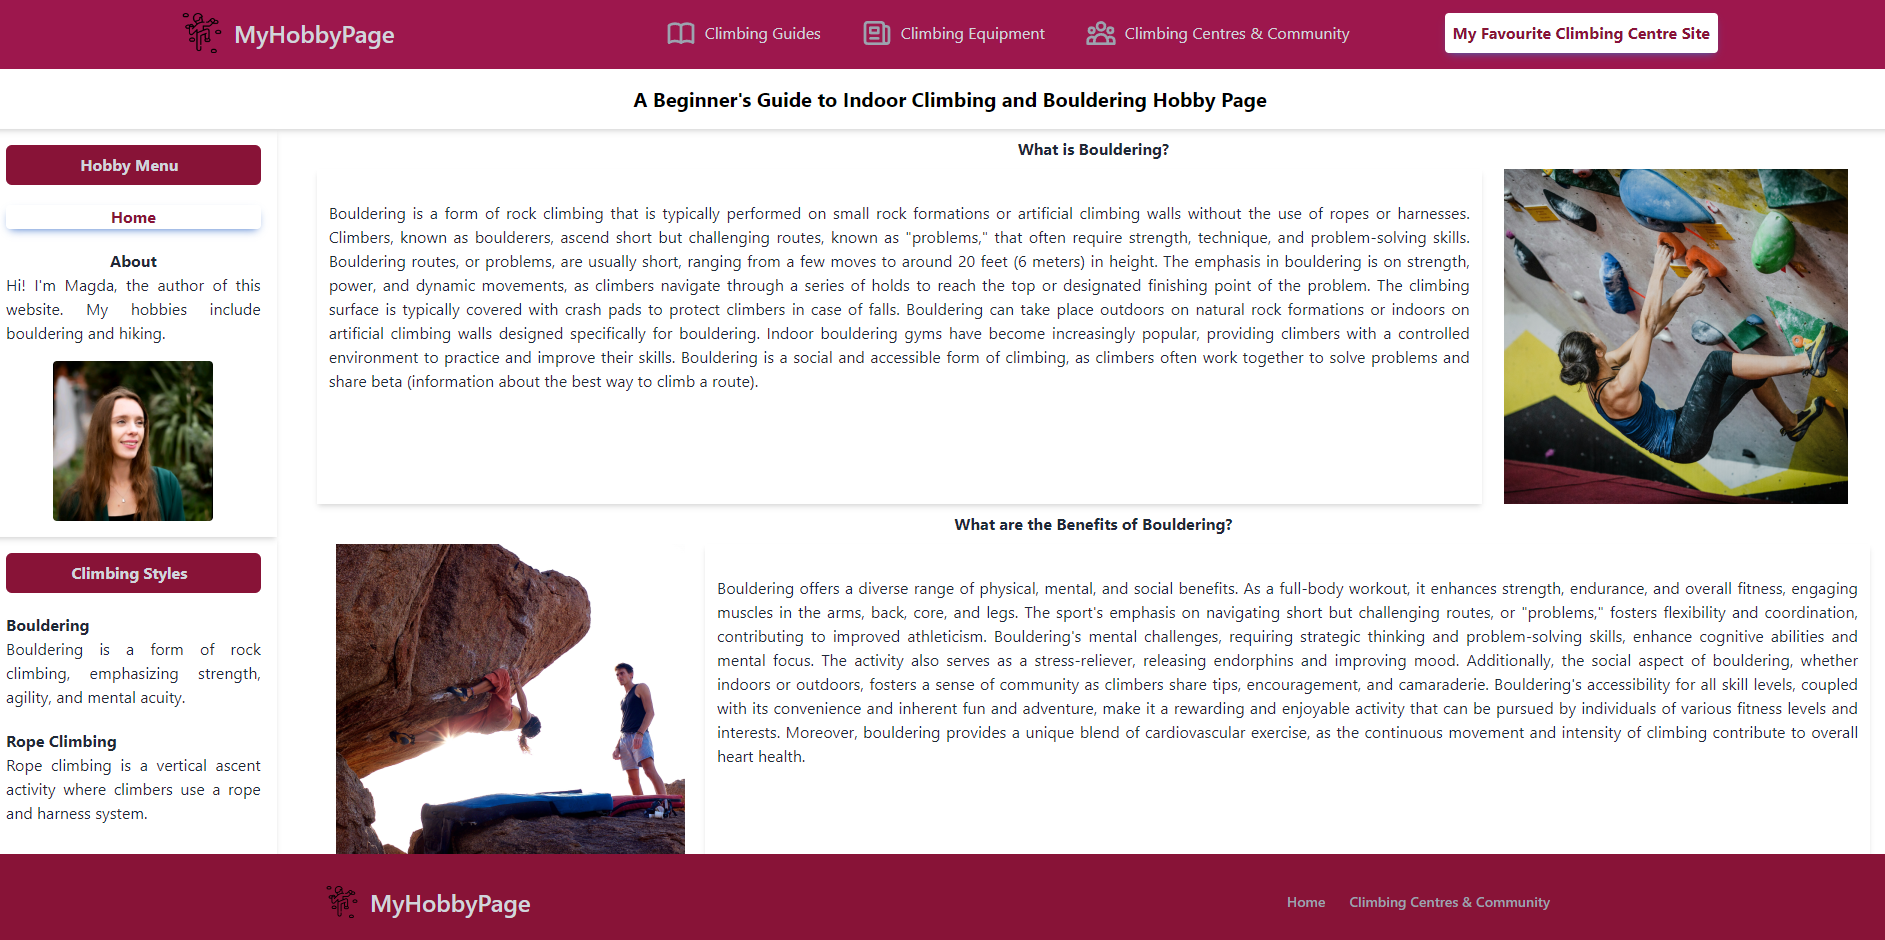 MyHobbyPage
Climbing Guides
Climbing Equipment
Climbing Centres & Community
My Favourite Climbing Centre Site
A Beginner's Guide to Indoor Climbing and Bouldering Hobby Page
Hobby Menu
Home
About
Hi! I'm Magda, the author of this
website. My hobbies include
bouldering and hiking.
Climbing Styles
Bouldering
Bouldering is a form of rock
climbing, emphasizing strength,
agility, and mental acuity.
Rope Climbing
Rope climbing is a vertical ascent
activity where climbers use a rope
and harness system.
What is Bouldering?
Bouldering is a form of rock climbing that is typically performed on small rock formations or artificial climbing walls without the use of ropes or harnesses.
Climbers, known as boulderers, ascend short but challenging routes, known as "problems," that often require strength, technique, and problem-solving skills.
Bouldering routes, or problems, are usually short, ranging from a few moves to around 20 feet (6 meters) in height. The emphasis in bouldering is on strength,
power, and dynamic movements, as climbers navigate through a series of holds to reach the top or designated finishing point of the problem. The climbing
surface is typically covered with crash pads to protect climbers in case of falls. Bouldering can take place outdoors on natural rock formations or indoors on
artificial climbing walls designed specifically for bouldering. Indoor bouldering gyms have become increasingly popular, providing climbers with a controlled
environment to practice and improve their skills. Bouldering is a social and accessible form of climbing, as climbers often work together to solve problems and
share beta (information about the best way to climb a route).
What are the Benefits of Bouldering?
Bouldering offers a diverse range of physical, mental, and social benefits. As a full-body workout, it enhances strength, endurance, and overall fitness, engaging
muscles in the arms, back, core, and legs. The sport's emphasis on navigating short but challenging routes, or "problems," fosters flexibility and coordination,
contributing to improved athleticism. Bouldering's mental challenges, requiring strategic thinking and problem-solving skills, enhance cognitive abilities and
mental focus. The activity also serves as a stress-reliever, releasing endorphins and improving mood. Additionally, the social aspect of bouldering, whether
indoors or outdoors, fosters a sense of community as climbers share tips, encouragement, and camaraderie. Bouldering's accessibility for all skill levels, coupled
with its convenience and inherent fun and adventure, make it a rewarding and enjoyable activity that can be pursued by individuals of various fitness levels and
interests. Moreover, bouldering provides a unique blend of cardiovascular exercise, as the continuous movement and intensity of climbing contribute to overall
heart health.
MyHobbyPage
Home
Climbing Centres & Community